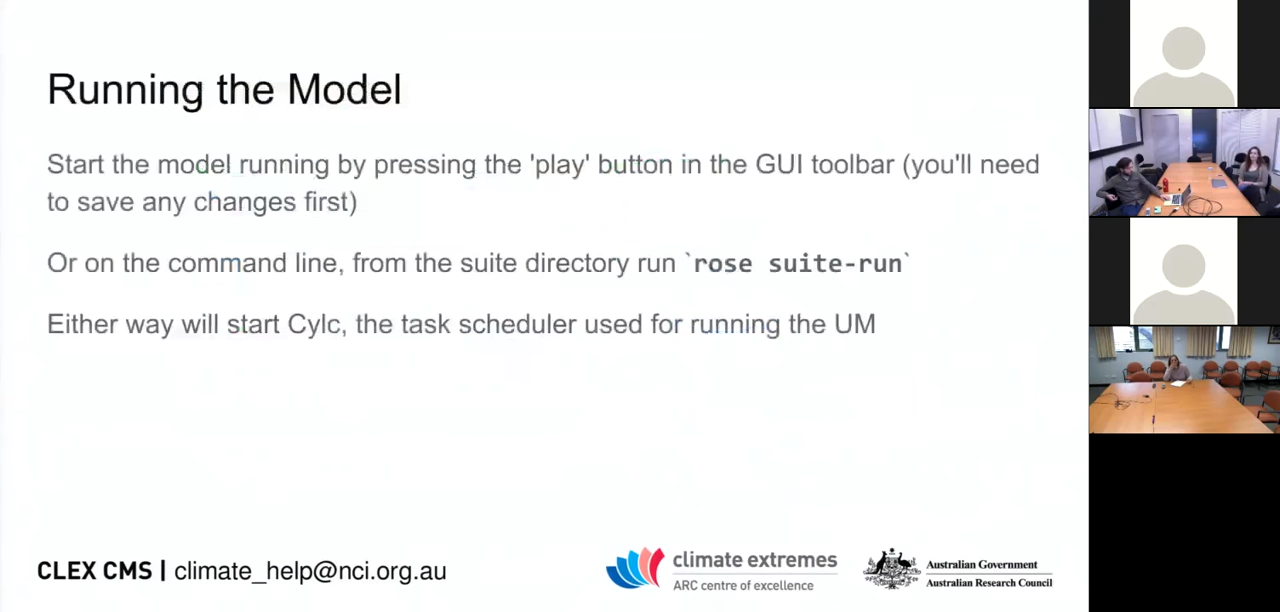 Running the Model
Start the model running by pressing the 'play' button in the GUI toolbar (you'll need
to save any changes first)
Or on the command line, from the suite directory run `rose suite-run`
Either way will start Cylc, the task scheduler used for running the UM
CLEX CMS | climate_help@nci.org.au
climate extremes
ARC centre of excellence
Australian Government
Australian Research Council